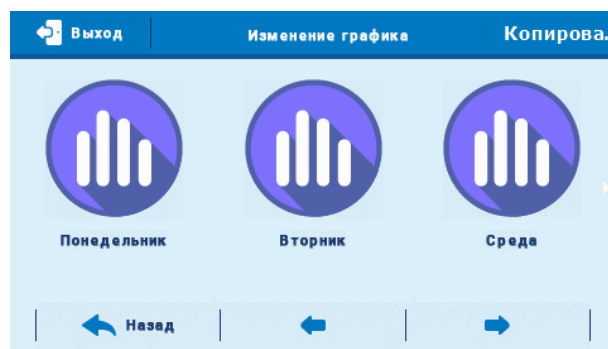 Выход
Изменение графика
Копирова.
Понедельник
Вторник
Среда
Назад